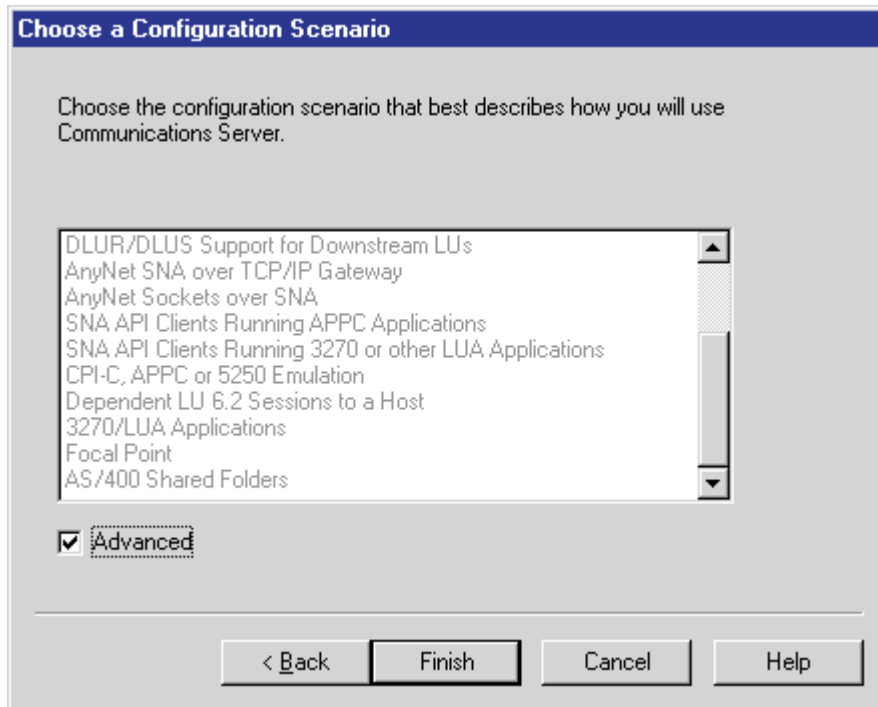 Choose a Configuration Scenario
Choose the configuration scenario that best describes how you will use
Communications Server.
DLUR/DLUS Support for Downstream LUs
AnyNet SNA over TCP/IP Gateway
AnyNet Sockets over SNA
SNA API Clients Running APPC Applications
SNA API Clients Running 3270 or other LUA Applications
CPI-C, APPC or 5250 Emulation
Dependent LU 6.2 Sessions to a Host
3270/LUA Applications
Focal Point
AS/400 Shared Folders
Advanced
< Back
Finish
Cancel
Help